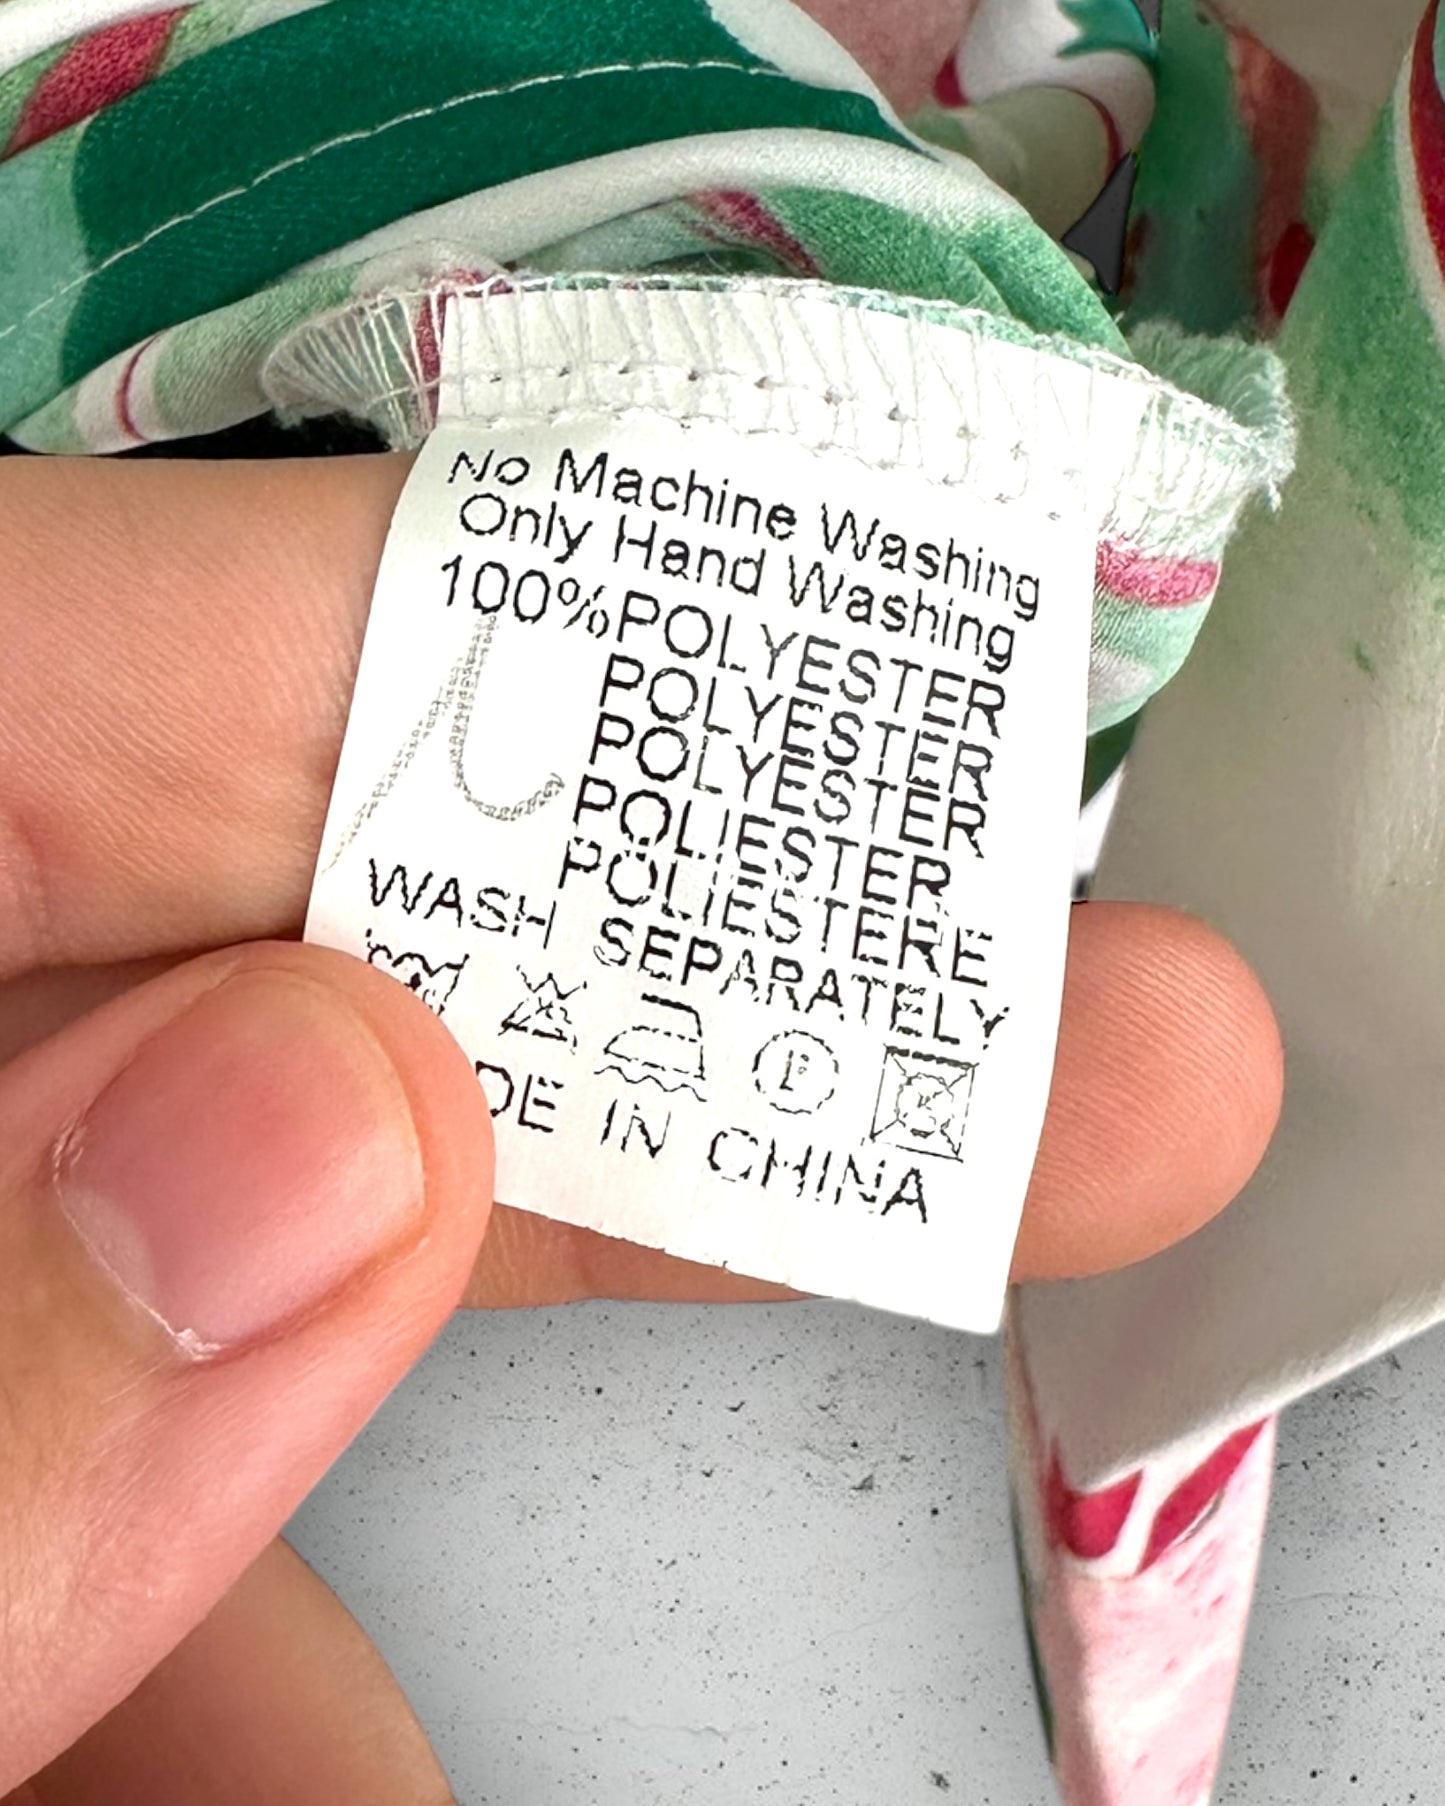 No Machine Washing
Only Hand Washing
100%POLYESTER
POLYESTER
POLYESTER
POLIESTER
POLIESTERE
WASH SEPARATELY
DE IN CHINA